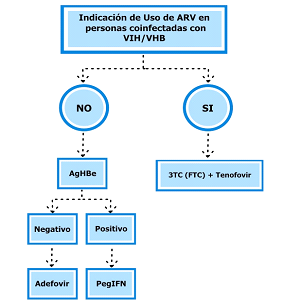 Indicación de Uso de ARV en
personas coinfectadas con
VIH/VHB
NO
SI
AgHBe
3TC (FTC) + Tenofovir
Negativo
Positivo
Adefovir
PegIFN